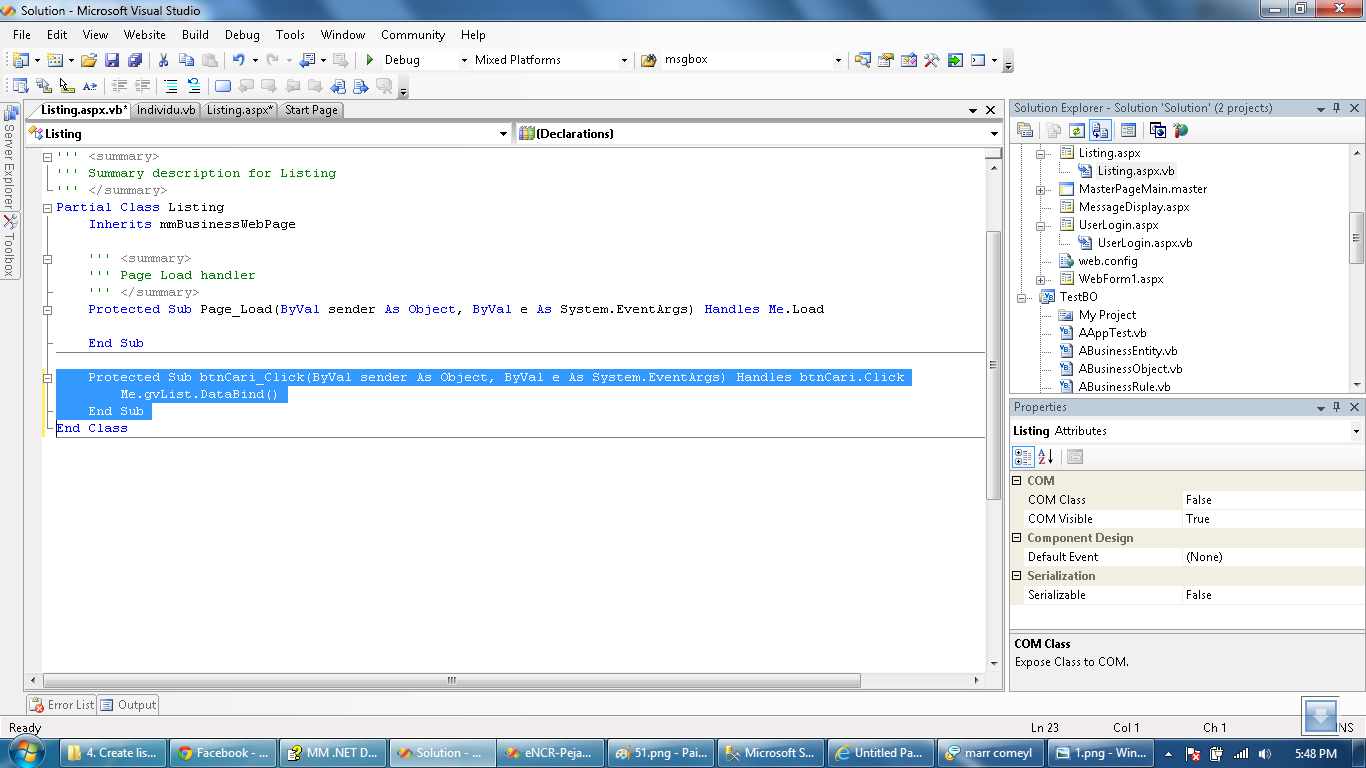 Solution - Microsoft Visual Studio
File Edit View Website Build Debug Tools Window Community Help
Debug Mixed Platforms msgbox
Listing.aspx.vb* Individu.vb Listing.aspx* Start Page
Listing (Declarations)
Server Explorer
Toolbox
''' <summary>
''' Summary description for Listing
''' </summary>
Partial Class Listing
Inherits mmBusinessWebPage
''' <summary>
''' Page Load handler
''' </summary>
Protected Sub Page_Load(ByVal sender As Object, ByVal e As System.EventArgs) Handles Me.Load
End Sub
Protected Sub btnCari_Click(ByVal sender As Object, ByVal e As System.EventArgs) Handles btnCari.Click
Me.gvList.DataBind()
End Sub
End Class
Solution Explorer - Solution 'Solution' (2 projects)
Listing.aspx
Listing.aspx.vb
MasterPageMain.master
MessageDisplay.aspx
UserLogin.aspx
UserLogin.aspx.vb
web.config
WebForm1.aspx
TestBO
My Project
AAppTest.vb
ABusinessEntity.vb
ABusinessObject.vb
ABusinessRule.vb
Properties
Listing Attributes
COM
COM Class False
COM Visible True
Component Design
Default Event (None)
Serialization
Serializable False
COM Class
Expose Class to COM.
Error List Output
Ready Ln 23 Col 1 Ch 1 NS
4. Create lis... Facebook - ... MM .NET D... Solution - ... eNCR-Peja... 51.png - Pai... Microsoft S... Untitled Pa... marr comeyl 1.png - Win... 5:48 PM